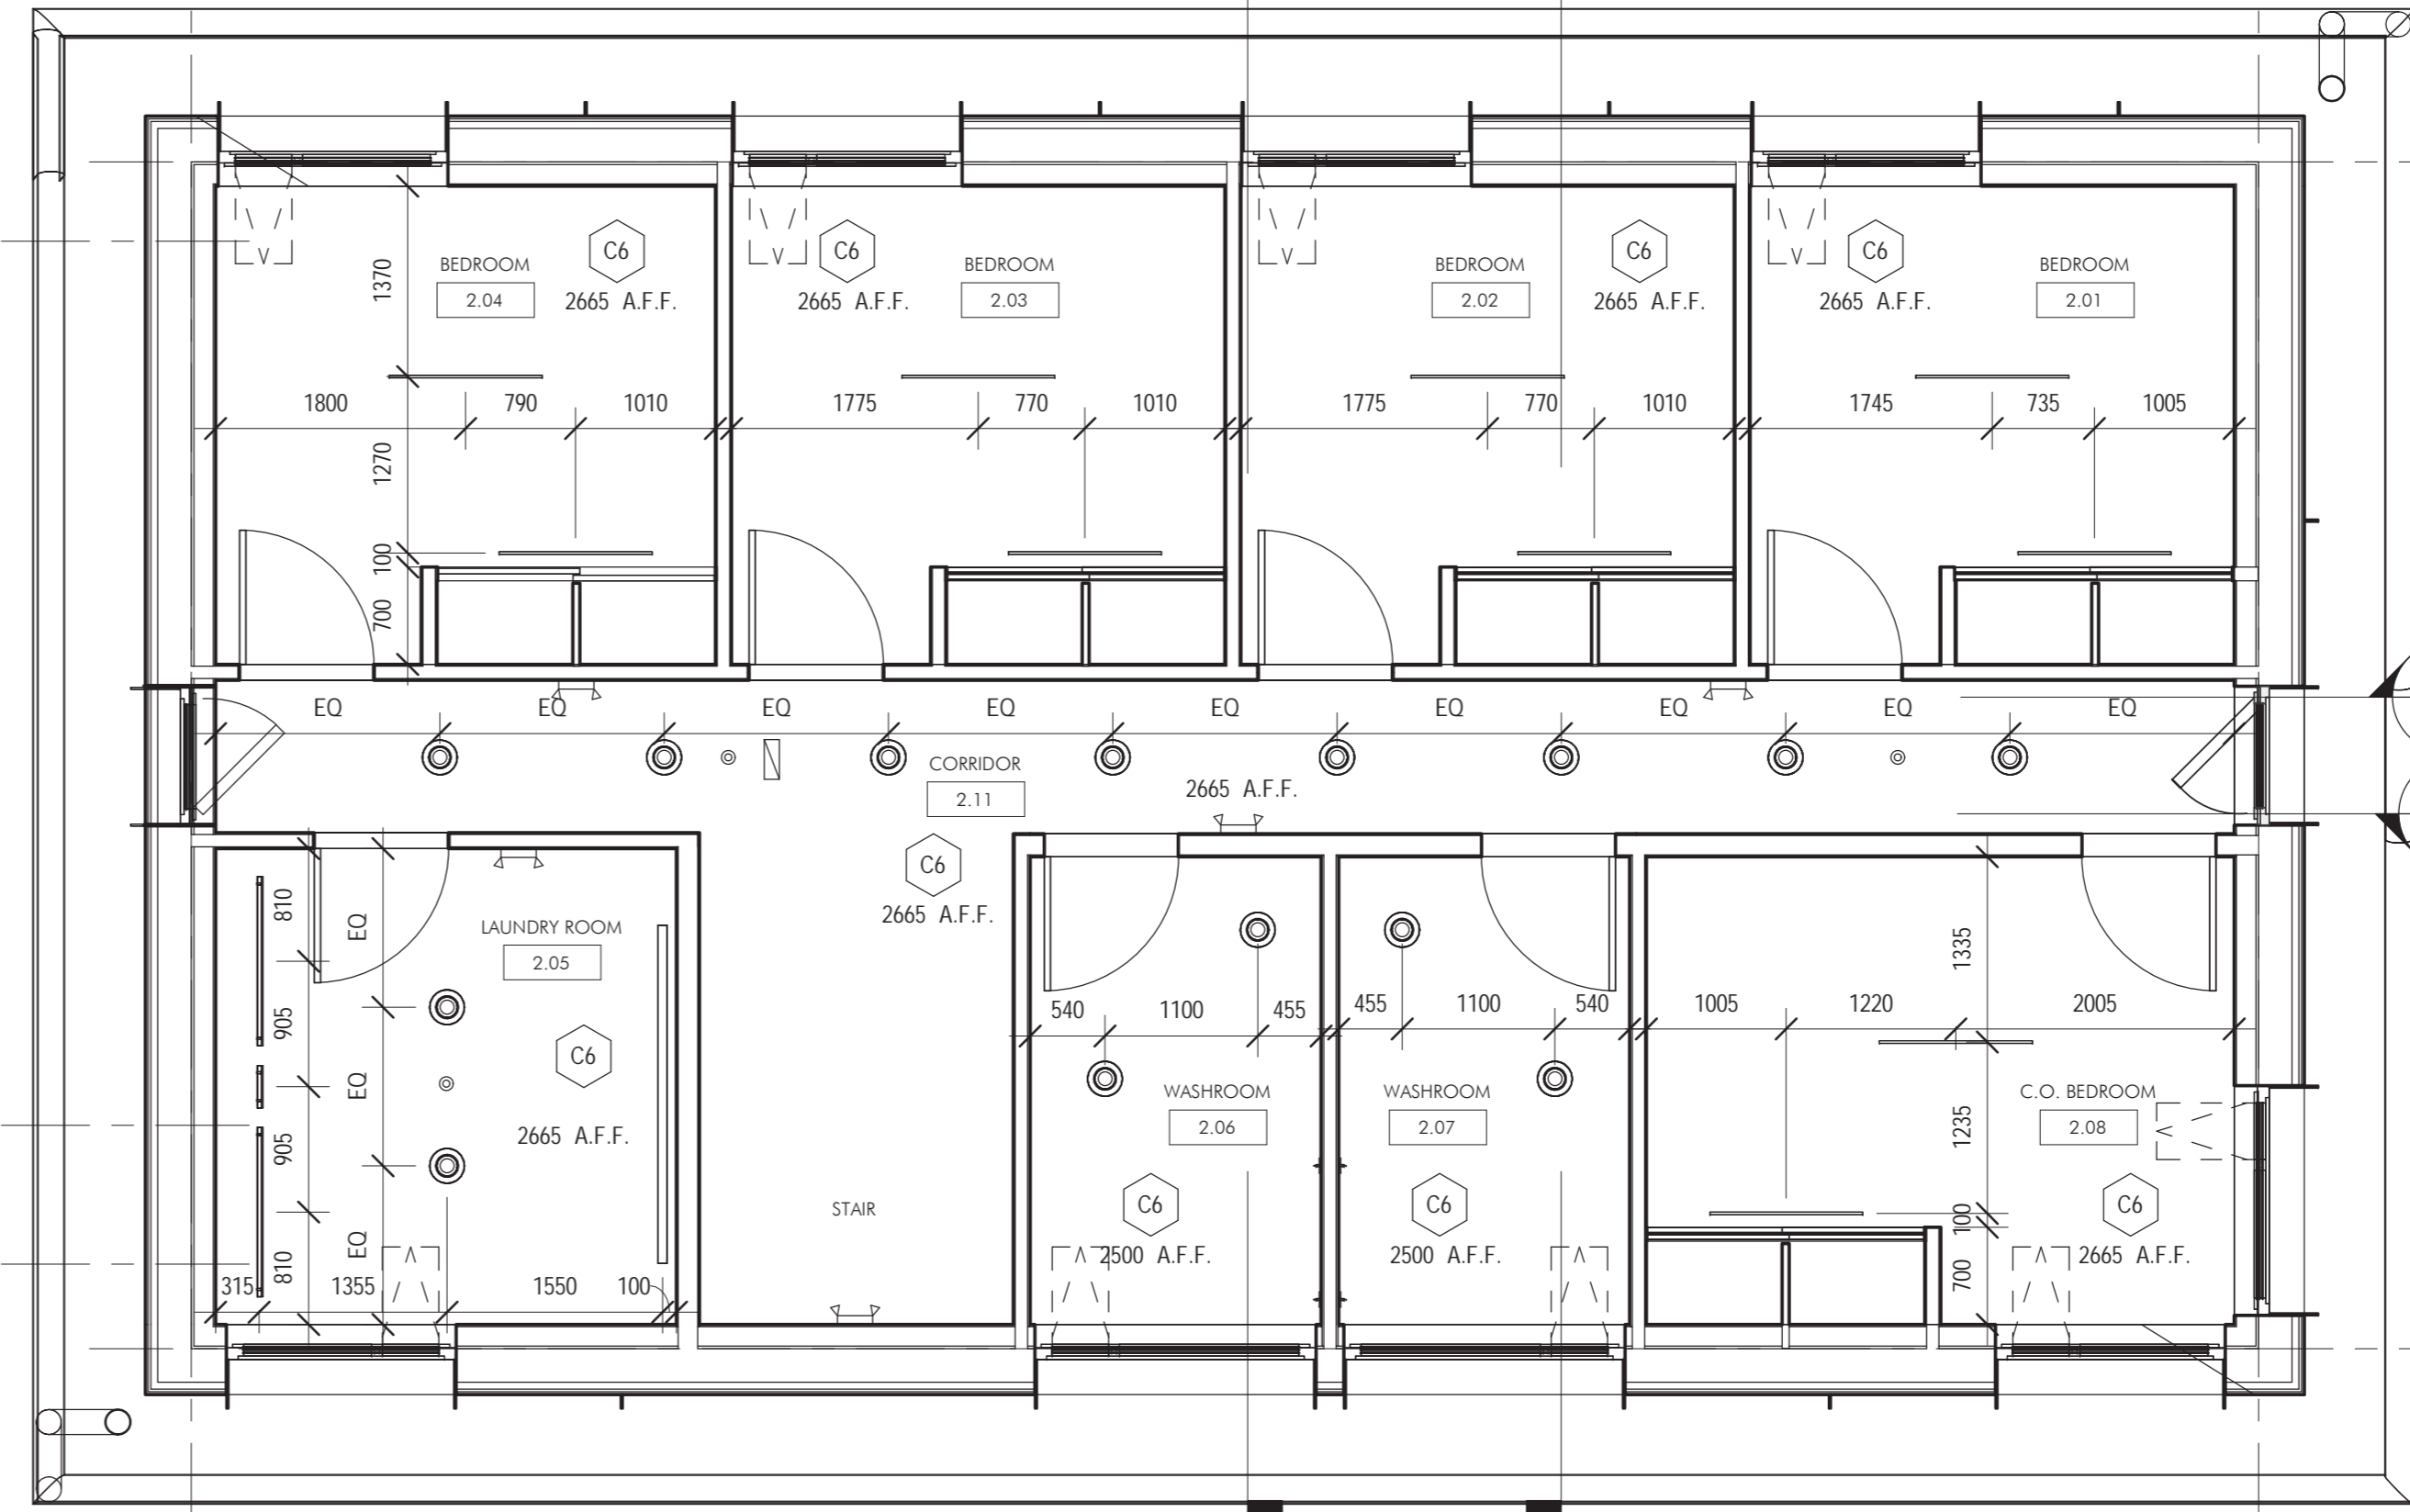 C6 C6 C6 C6
BEDROOM BEDROOM BEDROOM BEDROOM
2.04 2665 A.F.F. 2665 A.F.F. 2.03 2.02 2665 A.F.F. 2665 A.F.F. 2.01
1370
1800 790 1010 1775 770 1010 1775 770 1010 1745 735 1005
1270
100
700
EQ EQ EQ EQ EQ EQ EQ EQ EQ
CORRIDOR
2.11
2665 A.F.F.
C6
2665 A.F.F.
810
EQ
LAUNDRY ROOM
2.05
905
C6
EQ
2665 A.F.F.
905
EQ
810
315 1355 1550 100
STAIR
540 1100 455 455 1100 540 1005 1220 2005
1335
WASHROOM WASHROOM C.O. BEDROOM
2.06 2.07 2.08
1235
C6 C6 C6
100
2500 A.F.F. 2500 A.F.F. 2665 A.F.F.
700